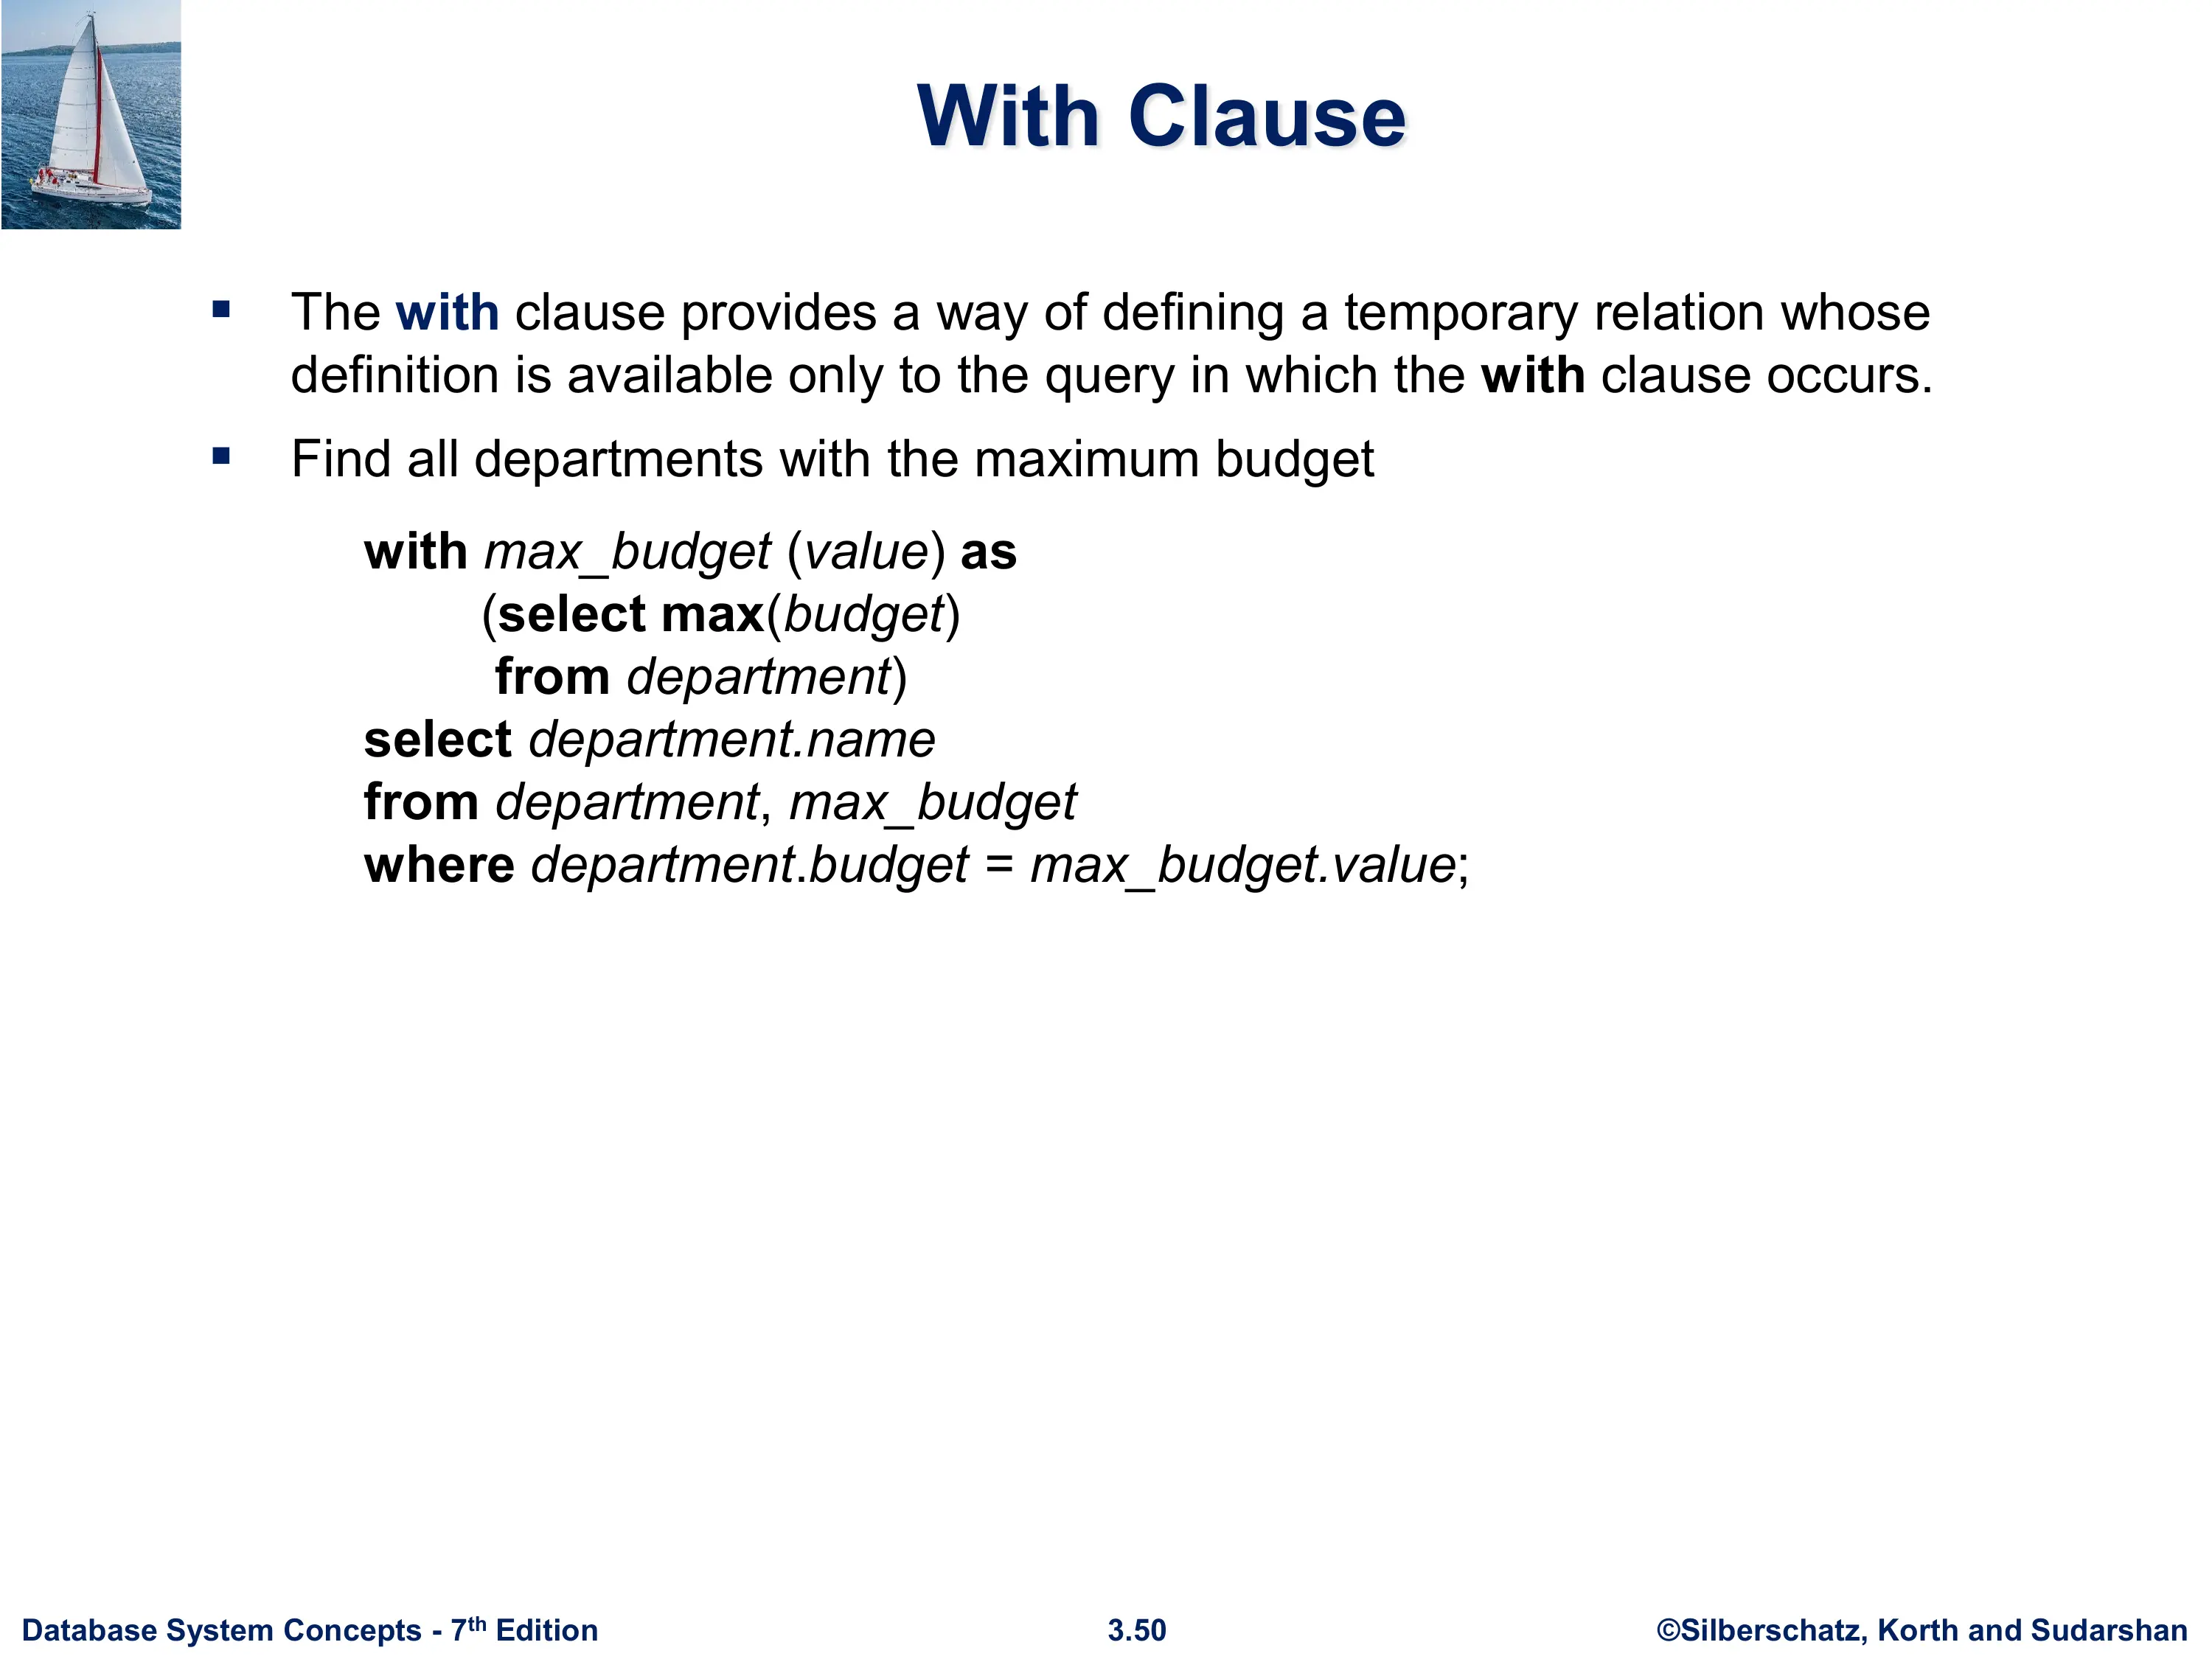 With Clause
▪ The with clause provides a way of defining a temporary relation whose
definition is available only to the query in which the with clause occurs.
▪ Find all departments with the maximum budget
with max_budget (value) as
(select max(budget)
from department)
select department.name
from department, max_budget
where department.budget = max_budget.value;
Database System Concepts - 7th Edition
3.50
©Silberschatz, Korth and Sudarshan